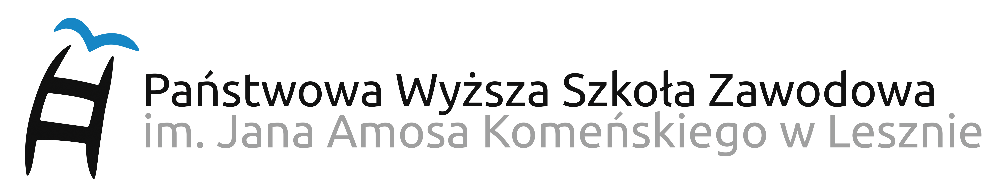 Państwowa Wyższa Szkoła Zawodowa
im. Jana Amosa Komeńskiego w Lesznie